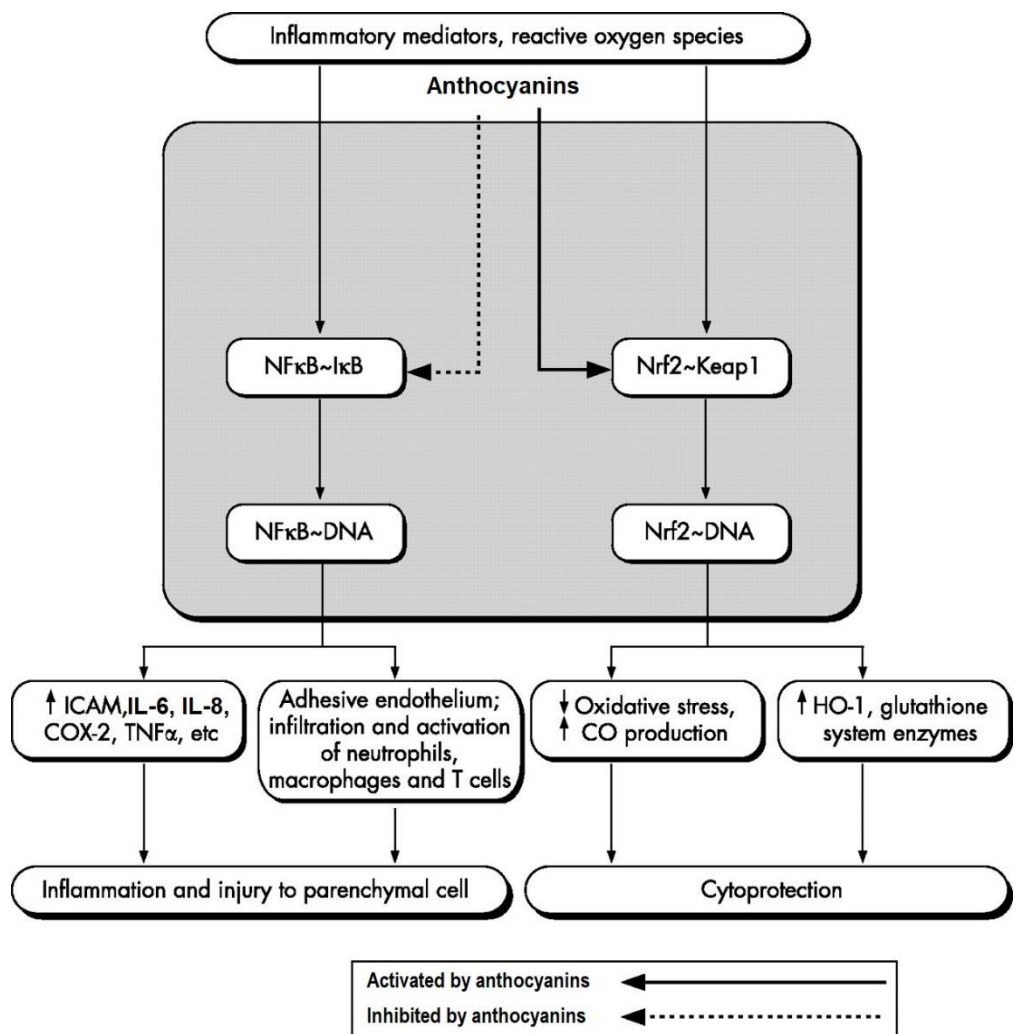 Inflammatory mediators, reactive oxygen species
Anthocyanins
NFκB~IκB
Nrf2~Keap1
NFκB~DNA
Nrf2~DNA
↑ ICAM,IL-6, IL-8,
COX-2, TNFα, etc
Adhesive endothelium;
infiltration and activation
of neutrophils,
macrophages and T cells
↓ Oxidative stress,
↑ CO production
↑ HO-1, glutathione
system enzymes
Inflammation and injury to parenchymal cell
Cytoprotection
Activated by anthocyanins
Inhibited by anthocyanins